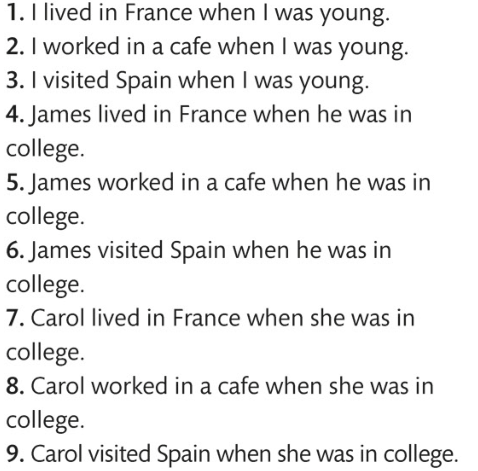 1. I lived in France when I was young.
2. I worked in a cafe when I was young.
3. I visited Spain when I was young.
4. James lived in France when he was in
college.
5. James worked in a cafe when he was in
college.
6. James visited Spain when he was in
college.
7. Carol lived in France when she was in
college.
8. Carol worked in a cafe when she was in
college.
9. Carol visited Spain when she was in college.